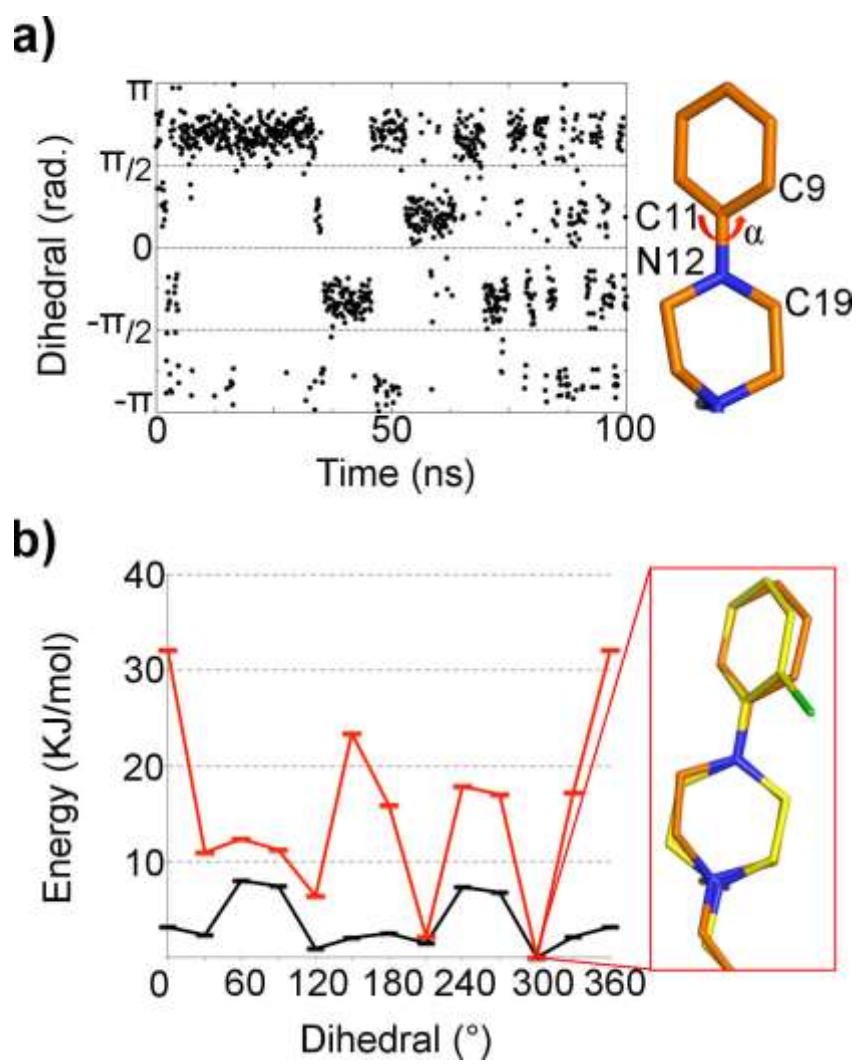 a)
Dihedral (rad.)
π
π/2
0
-π/2
-π
0
50
100
Time (ns)
C9
C11
α
N12
C19
b)
Energy (KJ/mol)
40
30
20
10
0
60
120
180
240
300
360
Dihedral (°)